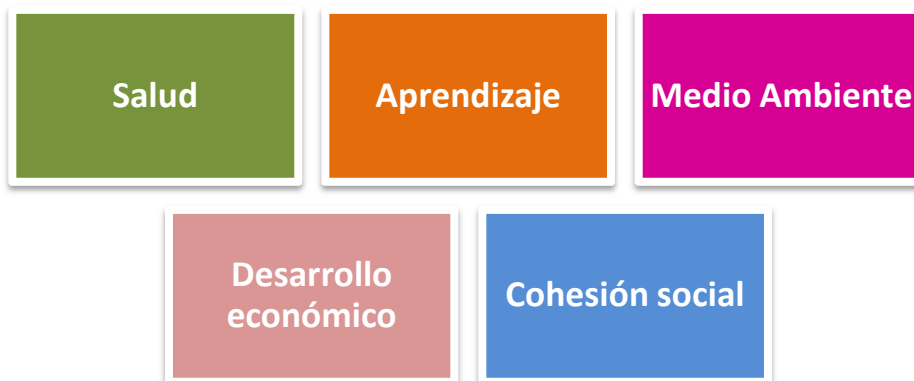 Salud
Aprendizaje
Medio Ambiente
Desarrollo
económico
Cohesión social